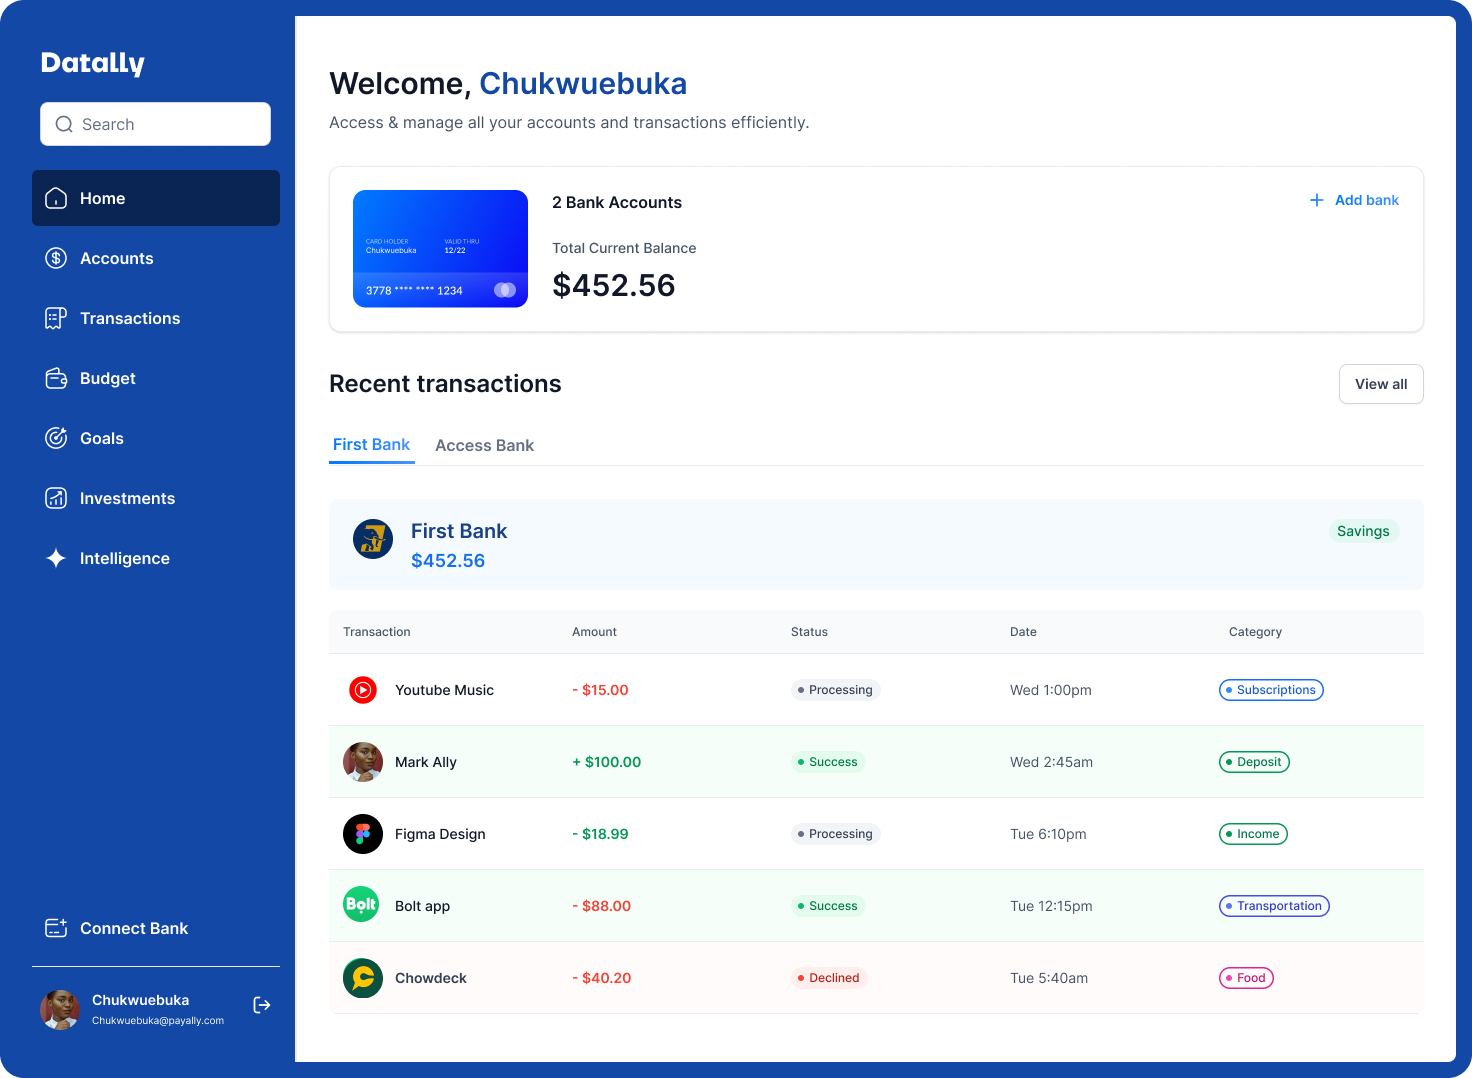 Datally
Search
Home
Accounts
Transactions
Budget
Goals
Investments
Intelligence
Connect Bank
Chukwuebuka
Chukwuebuka@payally.com
Welcome, Chukwuebuka
Access & manage all your accounts and transactions efficiently.
CARD HOLDER VALID THRU
Chukwuebuka 12/22
3778 **** **** 1234
2 Bank Accounts
Total Current Balance
$452.56
Add bank
Recent transactions
View all
First Bank Access Bank
First Bank
$452.56
Savings
Transaction Amount Status Date Category
Youtube Music - $15.00 Processing Wed 1:00pm Subscriptions
Mark Ally + $100.00 Success Wed 2:45am Deposit
Figma Design - $18.99 Processing Tue 6:10pm Income
Bolt Bolt app - $88.00 Success Tue 12:15pm Transportation
Chowdeck - $40.20 Declined Tue 5:40am Food